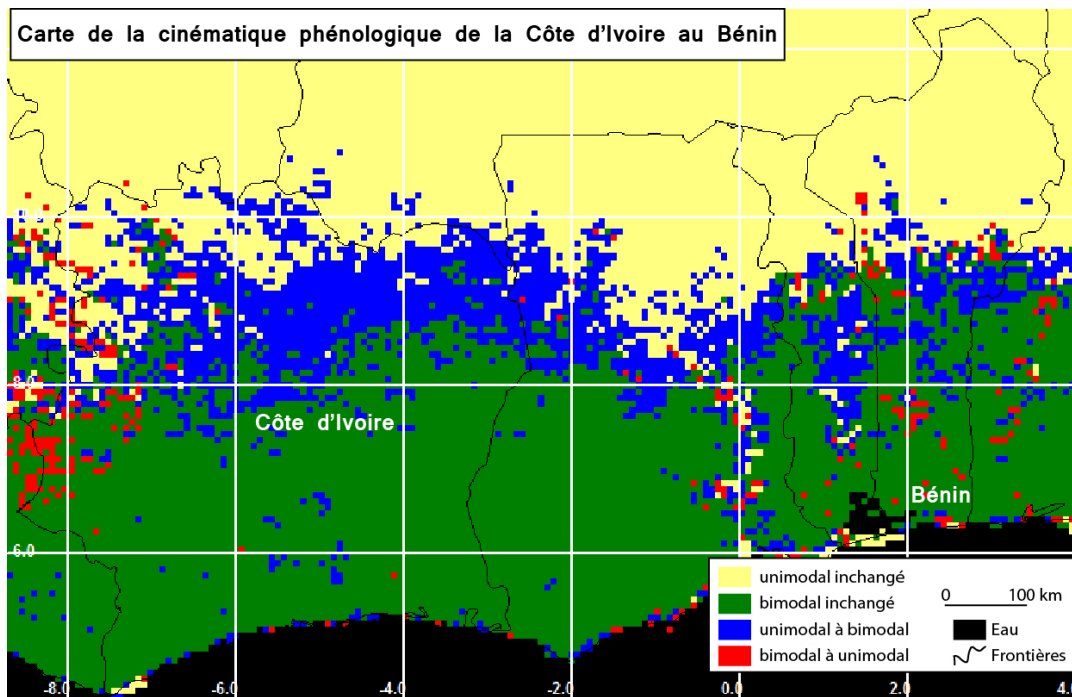 Carte de la cinématique phénologique de la Côte d'Ivoire au Bénin
10.0
8.0
Côte d'Ivoire
Bénin
6.0
unimodal inchangé
bimodal inchangé
unimodal à bimodal
bimodal à unimodal
0 100 km
Eau
Frontières
-8.0 -6.0 -4.0 -2.0 0.0 2.0 4.0